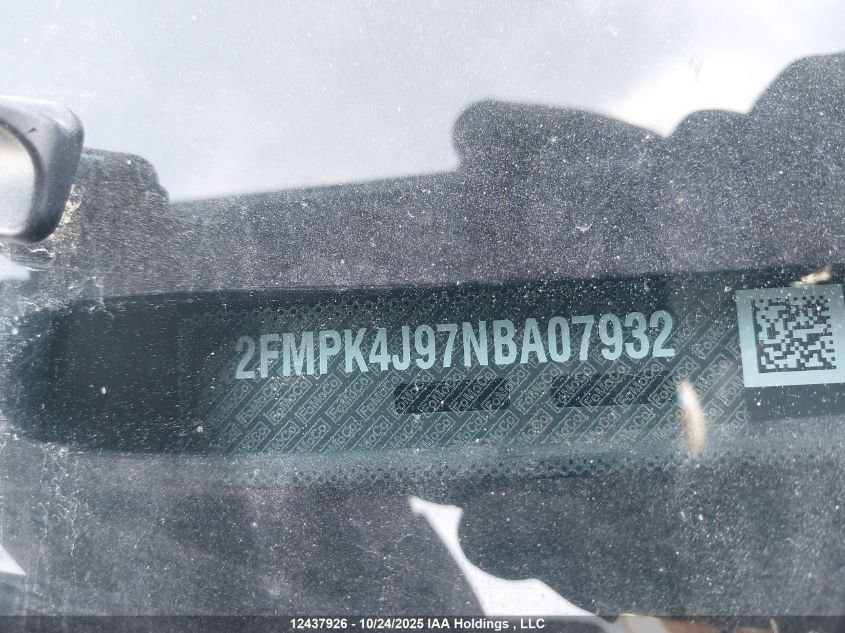 2FMPK4J97NBA07932
12437926 - 10/24/2025 IAA Holdings , LLC